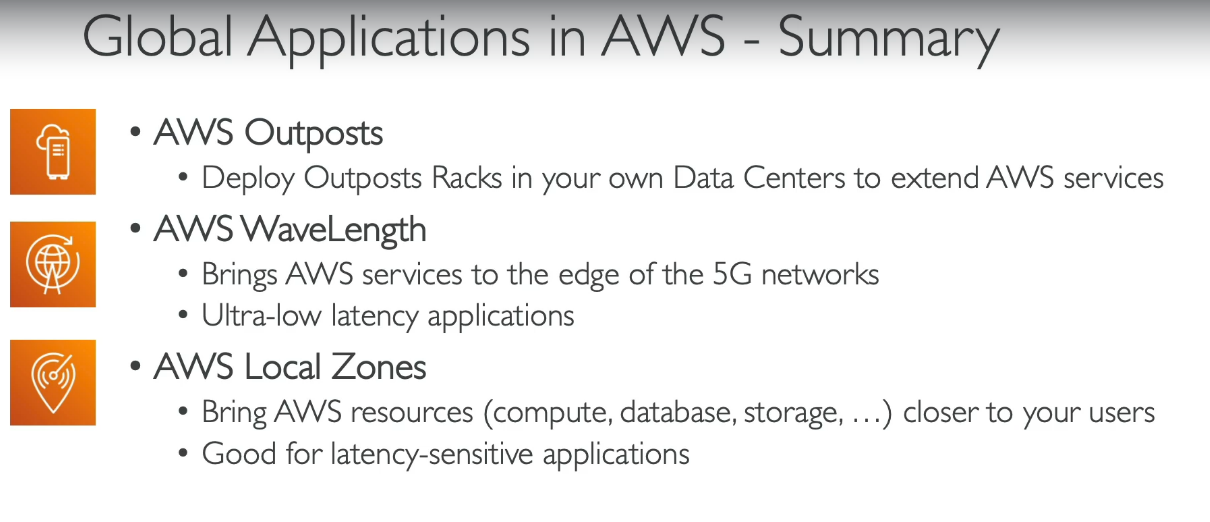 Global Applications in AWS - Summary
• AWS Outposts
• Deploy Outposts Racks in your own Data Centers to extend AWS services
• AWS WaveLength
• Brings AWS services to the edge of the 5G networks
• Ultra-low latency applications
• AWS Local Zones
• Bring AWS resources (compute, database, storage, …) closer to your users
• Good for latency-sensitive applications